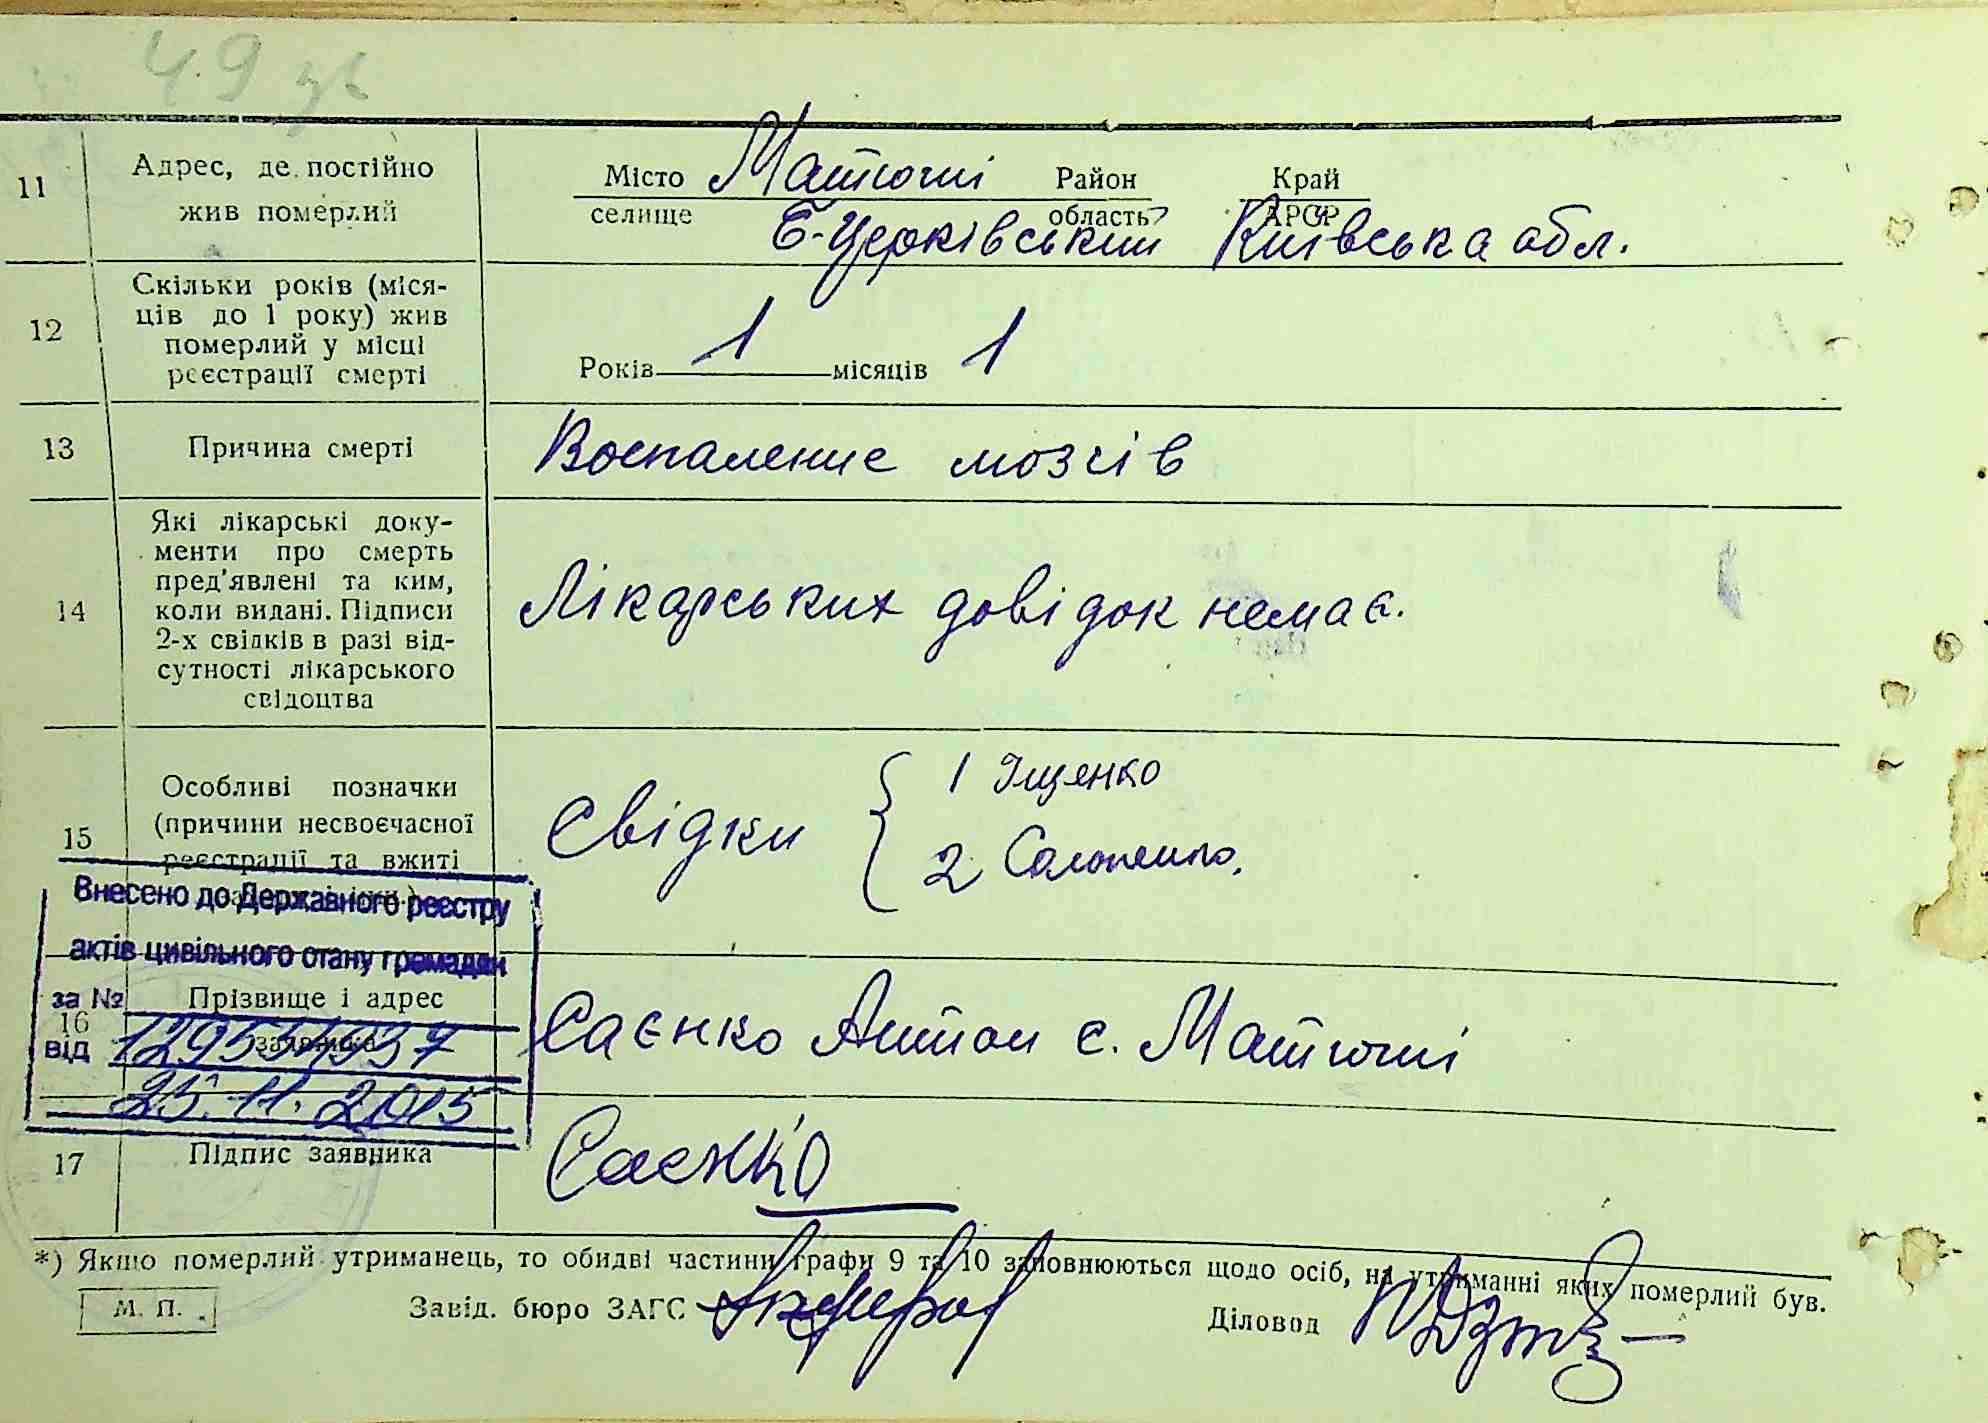 49 зв
11 Адрес, де постійно жив померлий
Місто Матюші Район Край
селище область АРСР
Б-Церківський Київська обл.
12 Скільки років (міся-
ців до 1 року) жив
померлий у місці
реєстрації смерті
Років 1 місяців 1
13 Причина смерті Воспаление мозгів
14 Які лікарські доку-
менти про смерть
пред'явлені та ким,
коли видані. Підписи
2-х свідків в разі від-
сутності лікарського
свідоцтва
Лікарських довідок немає.
15 Особливі позначки
(причини несвоєчасної
реєстрації та вжиті
Свідки { 1 Іщенко
2 Солоненко.
Внесено до Державного реєстру
актів цивільного стану громадян
за №
від
25.11.2015
16 Прізвище і адрес
заявника
Саєнко Антон с. Матюші
17 Підпис заявника Саєнко
*) Якщо померлий утриманець, то обидві частини графи 9 та 10 заповнюються щодо осіб, на утриманні яких померлий був.
М. П. Завід. бюро ЗАГС Діловод